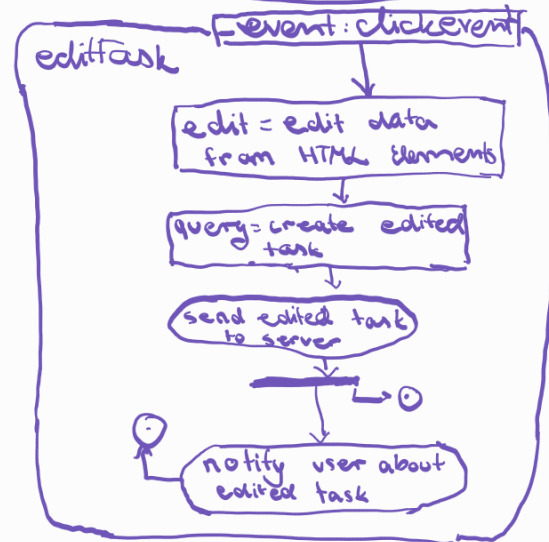 event: clickevent
editTask
edit = edit data
from HTML Elements
query = create edited
task
send edited task
to server
notify user about
edited task